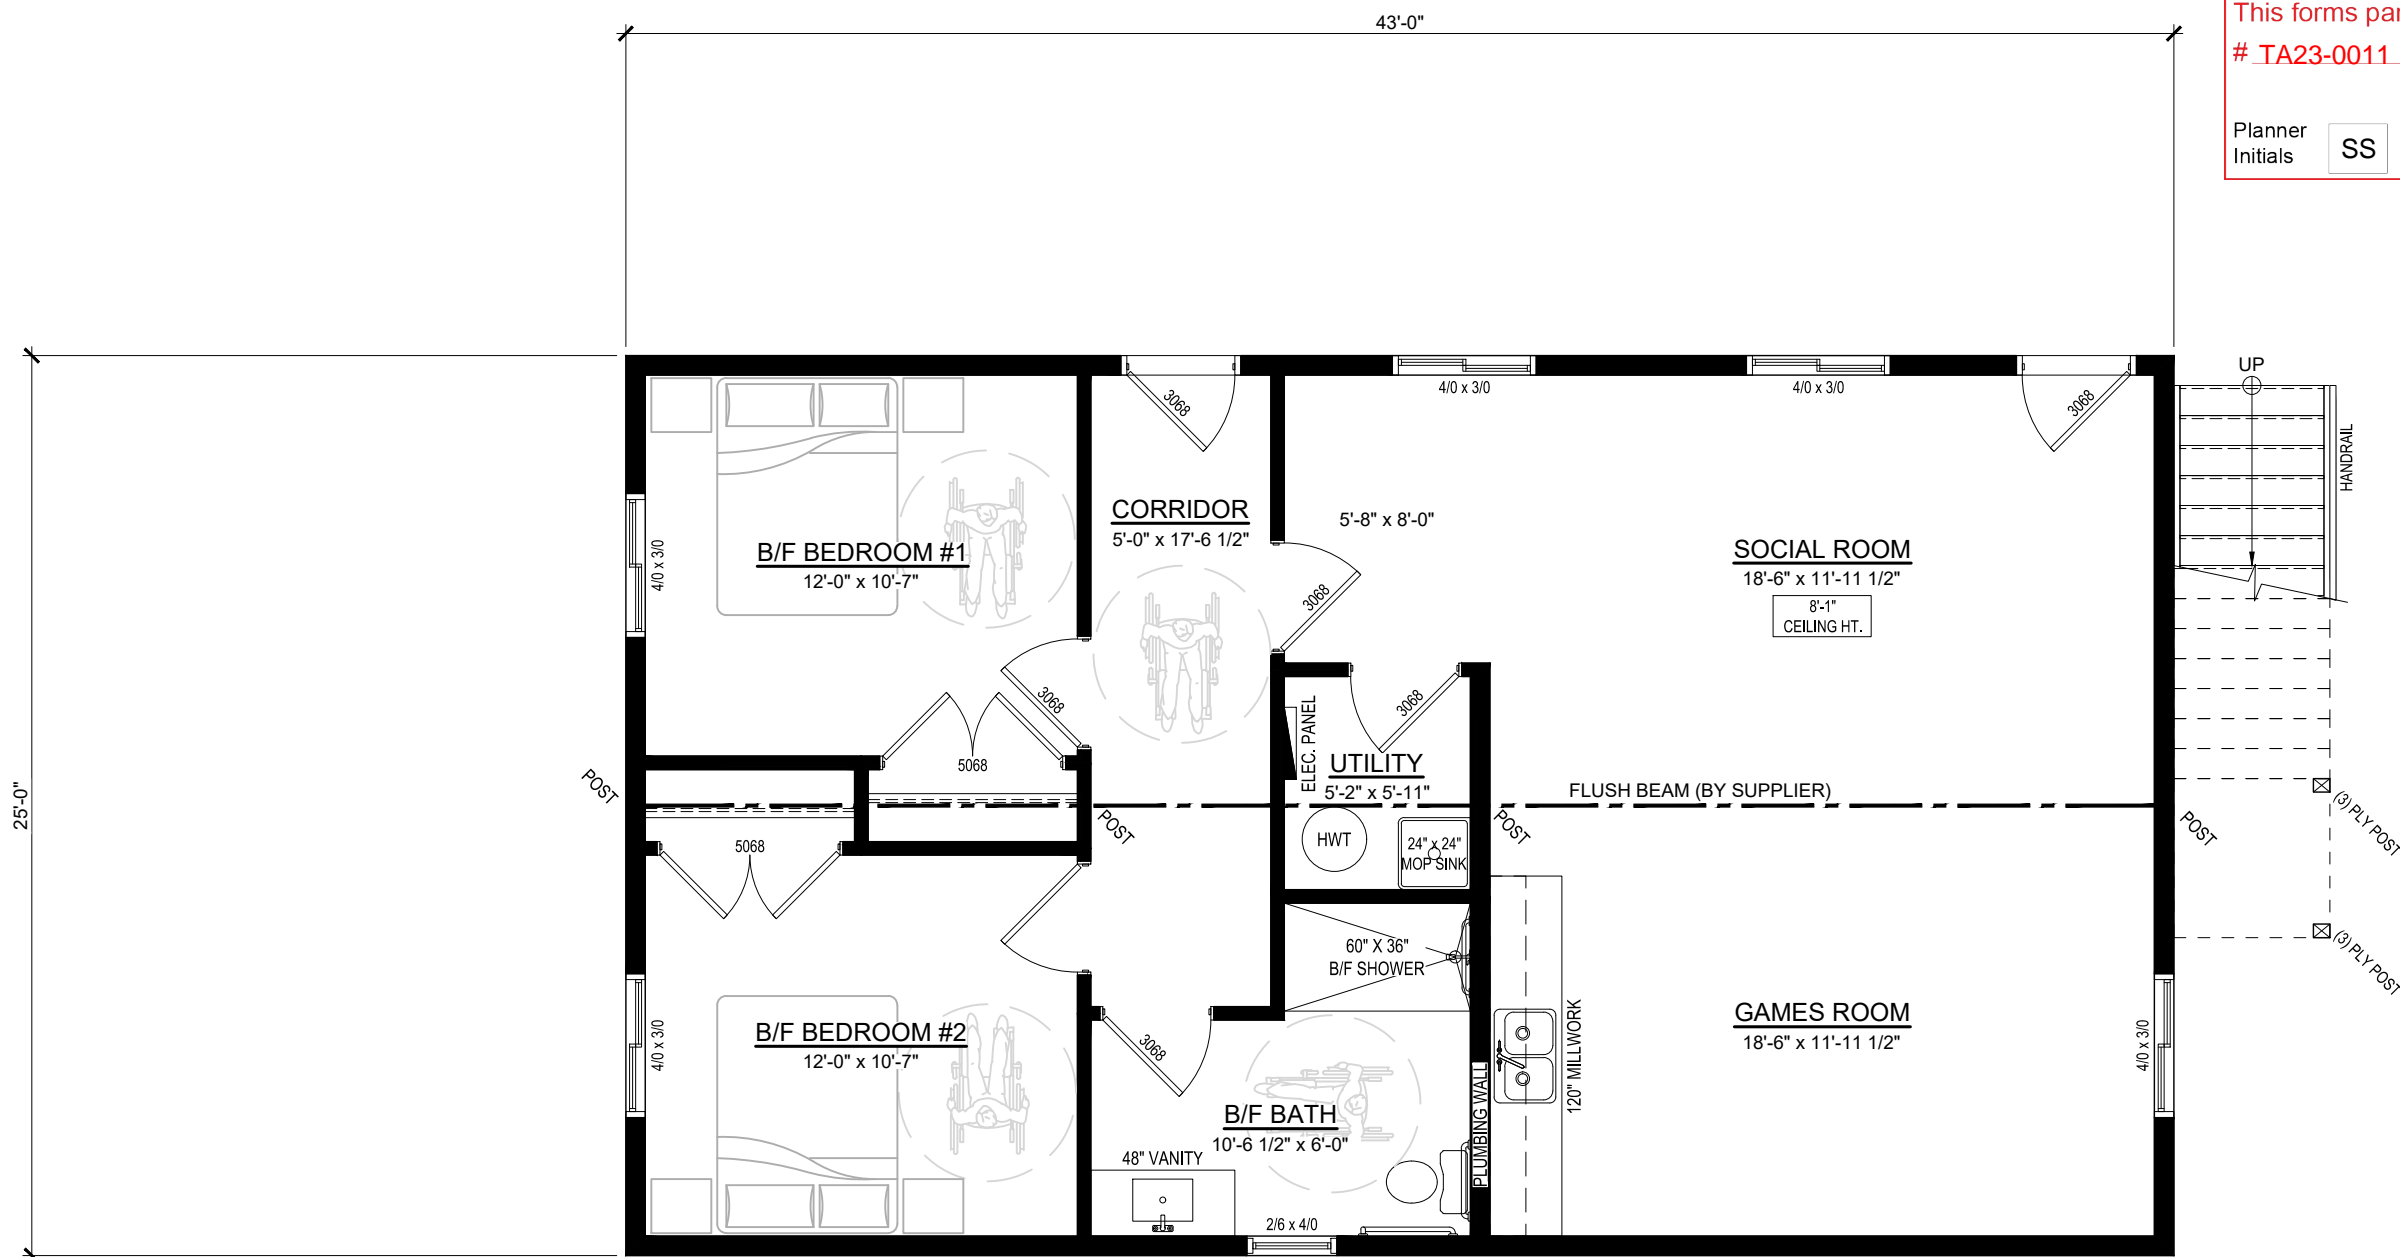 43'-0"
This forms par
# TA23-0011
Planner
Initials
SS
25'-0"
3068
4/0 x 3/0
4/0 x 3/0
3068
UP
HANDRAIL
CORRIDOR
5'-0" x 17'-6 1/2"
5'-8" x 8'-0"
B/F BEDROOM #1
12'-0" x 10'-7"
4/0 x 3/0
SOCIAL ROOM
18'-6" x 11'-11 1/2"
8'-1"
CEILING HT.
3068
3068
3068
ELEC. PANEL
UTILITY
5'-2" x 5'-11"
5068
POST
FLUSH BEAM (BY SUPPLIER)
POST
POST
POST
(3) PLY POST
HWT
24" x 24"
MOP SINK
5068
60" X 36"
B/F SHOWER
(3) PLY POST
B/F BEDROOM #2
12'-0" x 10'-7"
4/0 x 3/0
3068
120" MILLWORK
GAMES ROOM
18'-6" x 11'-11 1/2"
4/0 x 3/0
B/F BATH
10'-6 1/2" x 6'-0"
PLUMBING WALL
48" VANITY
2/6 x 4/0